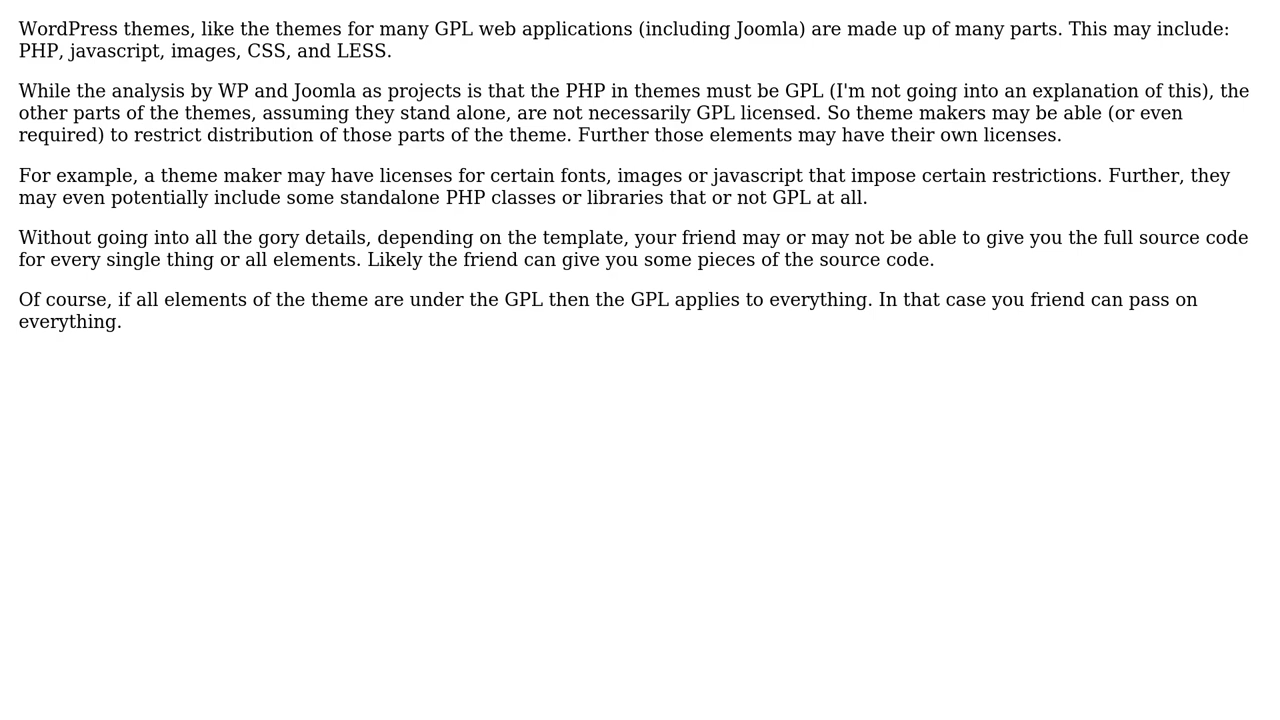 WordPress themes, like the themes for many GPL web applications (including Joomla) are made up of many parts. This may include:
PHP, javascript, images, CSS, and LESS.
While the analysis by WP and Joomla as projects is that the PHP in themes must be GPL (I'm not going into an explanation of this), the
other parts of the themes, assuming they stand alone, are not necessarily GPL licensed. So theme makers may be able (or even
required) to restrict distribution of those parts of the theme. Further those elements may have their own licenses.
For example, a theme maker may have licenses for certain fonts, images or javascript that impose certain restrictions. Further, they
may even potentially include some standalone PHP classes or libraries that or not GPL at all.
Without going into all the gory details, depending on the template, your friend may or may not be able to give you the full source code
for every single thing or all elements. Likely the friend can give you some pieces of the source code.
Of course, if all elements of the theme are under the GPL then the GPL applies to everything. In that case you friend can pass on
everything.